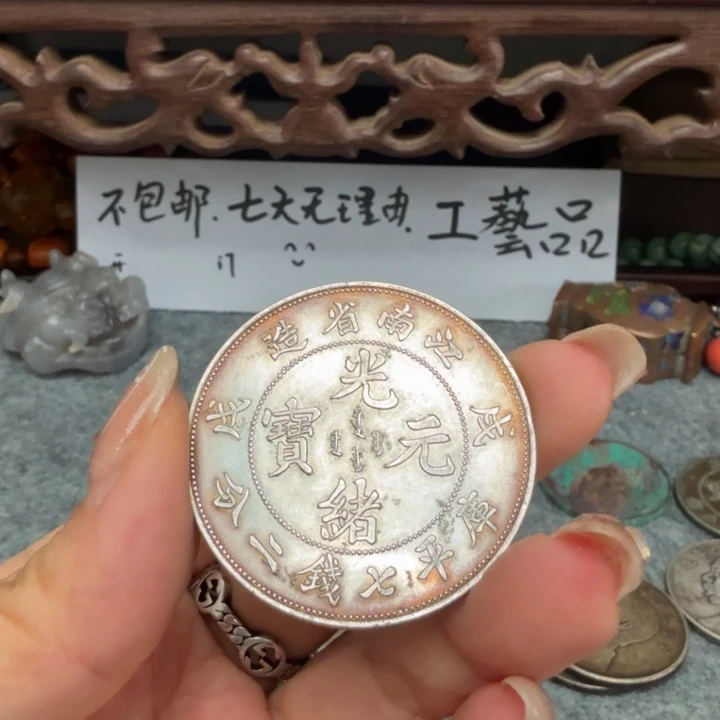 不包邮.七天无理由.工藝品
江南省造
戊戌
光緒元寶
庫平七錢二分